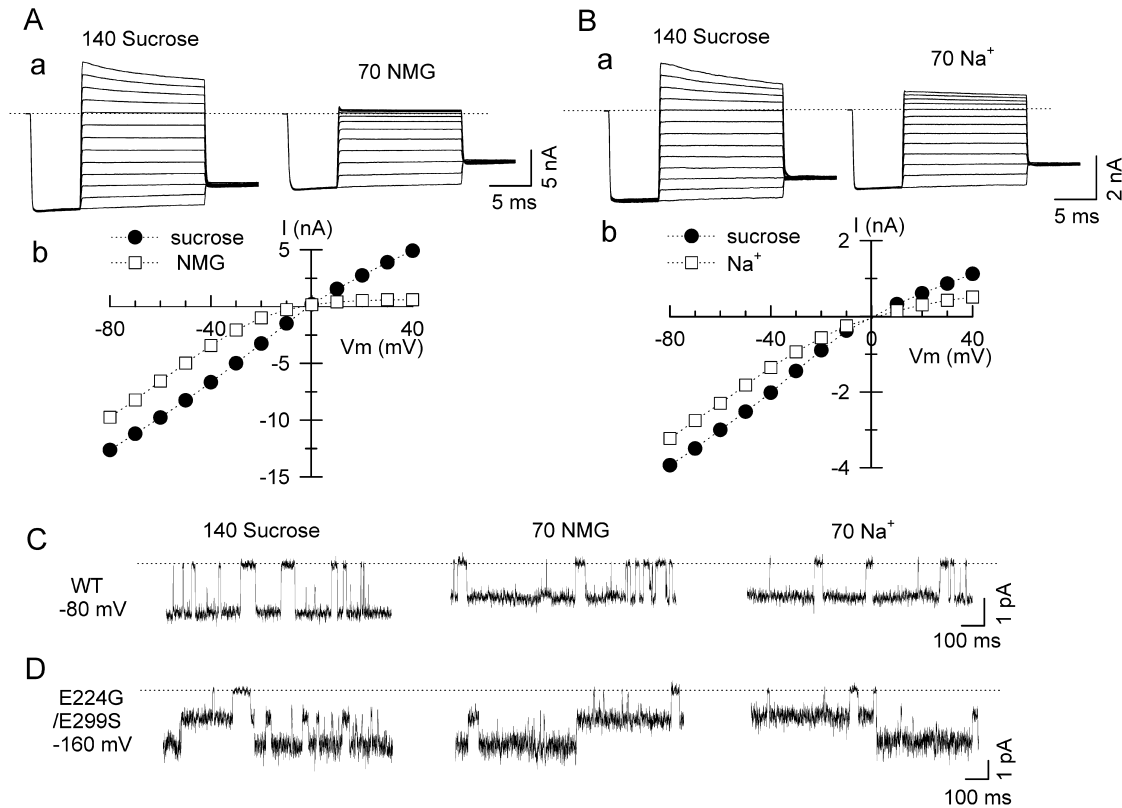 A
B
140 Sucrose
70 NMG
140 Sucrose
70 Na⁺
a
a
5 nA
5 ms
2 nA
5 ms
b
sucrose
NMG
I (nA)
5
-80
-40
40
Vm (mV)
-5
-10
-15
b
sucrose
Na⁺
I (nA)
2
-80
-40
0
40
Vm (mV)
-2
-4
C
140 Sucrose
70 NMG
70 Na⁺
WT
-80 mV
1 pA
100 ms
D
E224G
/E299S
-160 mV
1 pA
100 ms